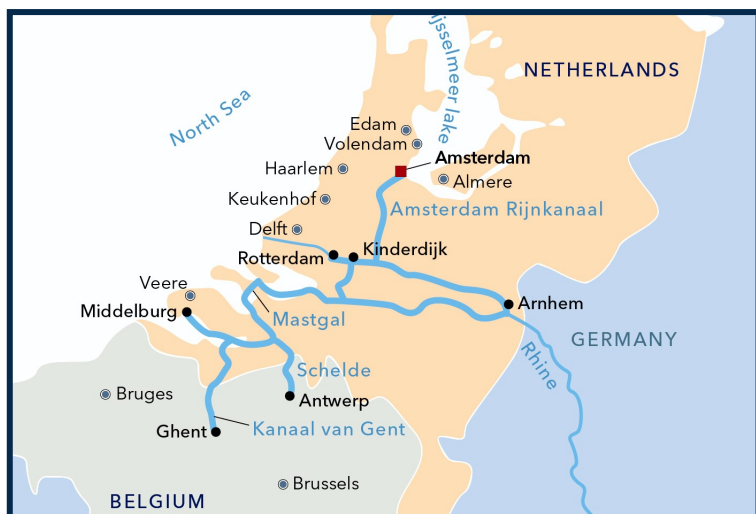 Ijsselmeer lake
NETHERLANDS
North Sea
Edam
Volendam
Amsterdam
Haarlem
Almere
Keukenhof
Amsterdam Rijnkanaal
Delft
Kinderdijk
Rotterdam
Veere
Middelburg
Arnhem
Mastgal
GERMANY
Rhine
Schelde
Bruges
Antwerp
Ghent
Kanaal van Gent
Brussels
BELGIUM